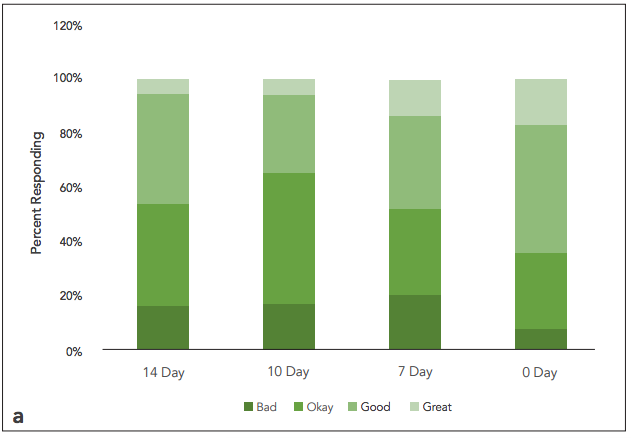 120%
100%
80%
60%
40%
20%
0%
Percent Responding
14 Day
10 Day
7 Day
0 Day
Bad
Okay
Good
Great
a